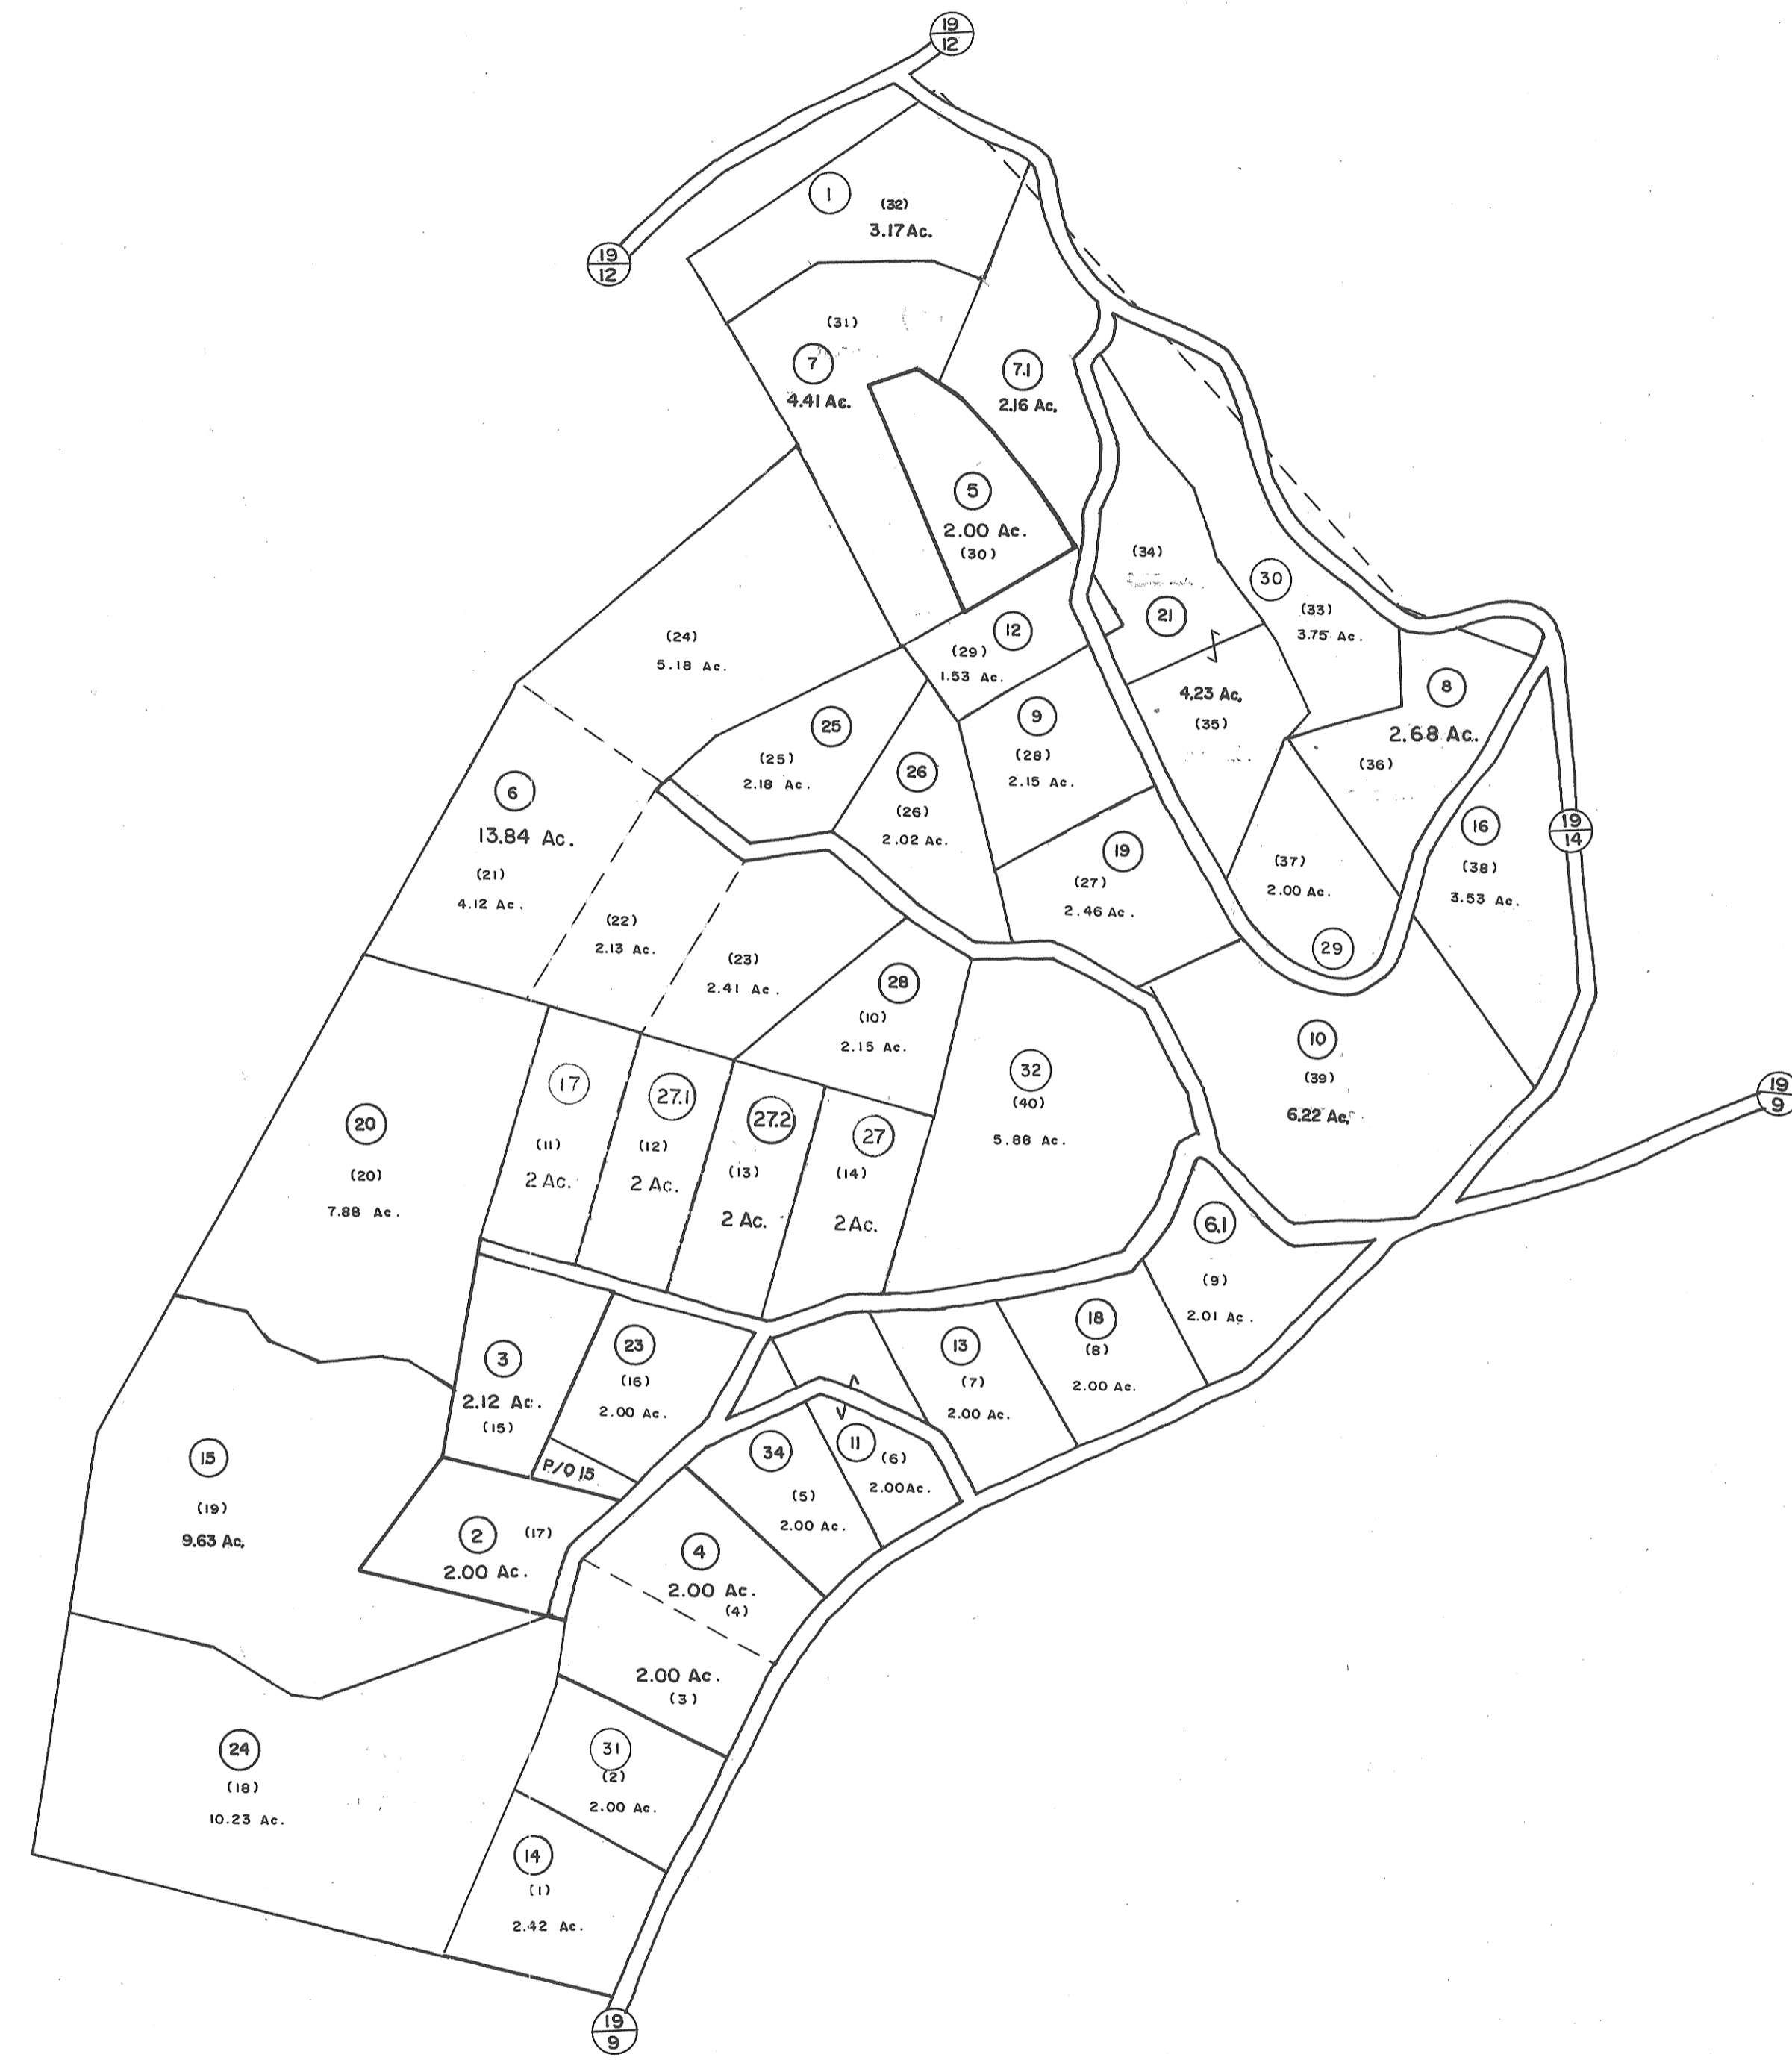 19
12
19
12
1
(32)
3.17 Ac.
(31)
7
4.41 Ac.
7.1
2.16 Ac.
5
2.00 Ac.
(30)
(34)
21
30
(33)
3.75 Ac.
(24)
5.18 Ac.
12
(29)
1.53 Ac.
4.23 Ac.
(35)
8
2.68 Ac.
(36)
25
(25)
2.18 Ac.
9
(28)
2.15 Ac.
26
(26)
2.02 Ac.
6
13.84 Ac.
(21)
4.12 Ac.
19
(27)
2.46 Ac.
(37)
2.00 Ac.
29
16
(38)
3.53 Ac.
19
14
(22)
2.13 Ac.
(23)
2.41 Ac.
28
(10)
2.15 Ac.
10
(39)
6.22 Ac.
32
(40)
5.88 Ac.
19
9
20
(20)
7.88 Ac.
17
(11)
2 Ac.
27.1
(12)
2 Ac.
27.2
(13)
2 Ac.
27
(14)
2 Ac.
6.1
(9)
2.01 Ac.
18
(8)
2.00 Ac.
13
(7)
2.00 Ac.
3
2.12 Ac.
(15)
23
(16)
2.00 Ac.
P/O 15
34
(5)
2.00 Ac.
11
(6)
2.00 Ac.
15
(19)
9.63 Ac.
2
(17)
2.00 Ac.
4
2.00 Ac.
(4)
2.00 Ac.
(3)
24
(18)
10.23 Ac.
31
(2)
2.00 Ac.
14
(1)
2.42 Ac.
19
9